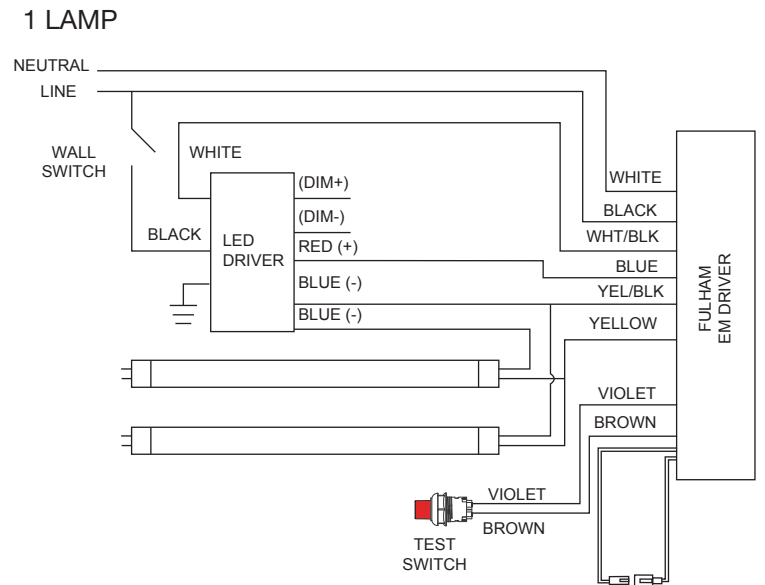 1 LAMP
NEUTRAL
LINE
WALL
SWITCH
WHITE
BLACK
LED
DRIVER
(DIM+)
(DIM-)
RED (+)
BLUE (-)
BLUE (-)
WHITE
BLACK
WHT/BLK
BLUE
YEL/BLK
YELLOW
VIOLET
BROWN
FULHAM
EM DRIVER
VIOLET
BROWN
TEST
SWITCH